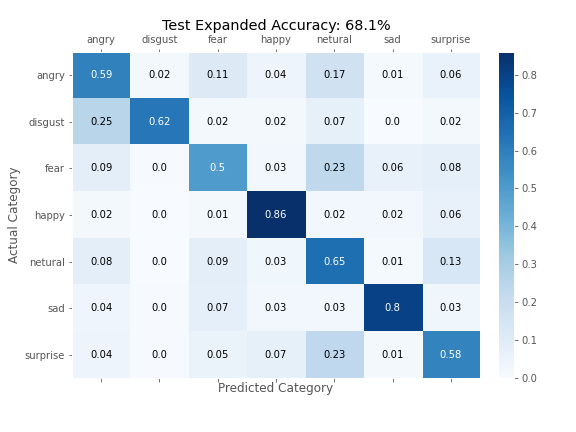 Test Expanded Accuracy: 68.1%
angry disgust fear happy netural sad surprise
angry 0.59 0.02 0.11 0.04 0.17 0.01 0.06
disgust 0.25 0.62 0.02 0.02 0.07 0.0 0.02
fear 0.09 0.0 0.5 0.03 0.23 0.06 0.08
happy 0.02 0.0 0.01 0.86 0.02 0.02 0.06
netural 0.08 0.0 0.09 0.03 0.65 0.01 0.13
sad 0.04 0.0 0.07 0.03 0.03 0.8 0.03
surprise 0.04 0.0 0.05 0.07 0.23 0.01 0.58
Actual Category
Predicted Category
0.8
0.7
0.6
0.5
0.4
0.3
0.2
0.1
0.0